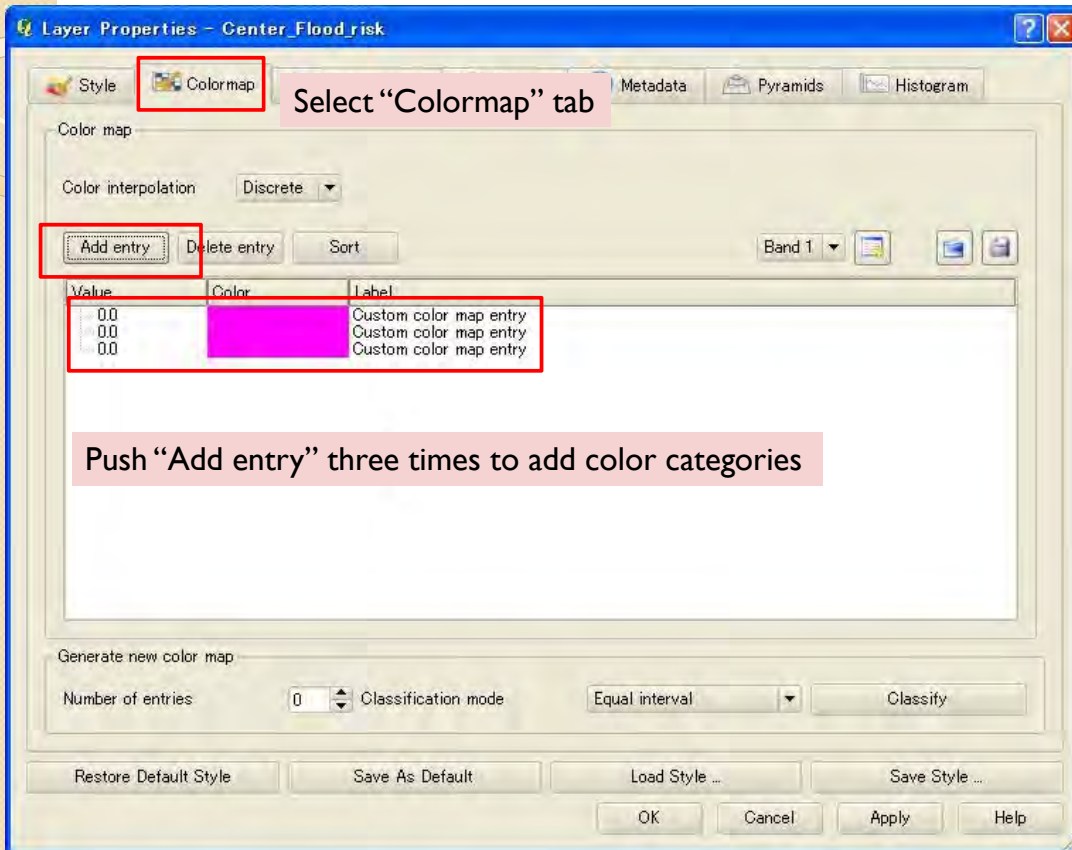 Layer Properties - Center_Flood_risk
Style
Colormap
Metadata
Pyramids
Histogram
Select “Colormap” tab
Color map
Color interpolation
Discrete
Add entry
Delete entry
Sort
Band 1
Value
Color
Label
0.0
Custom color map entry
0.0
Custom color map entry
0.0
Custom color map entry
Push “Add entry” three times to add color categories
Generate new color map
Number of entries
0
Classification mode
Equal interval
Classify
Restore Default Style
Save As Default
Load Style ...
Save Style ...
OK
Cancel
Apply
Help